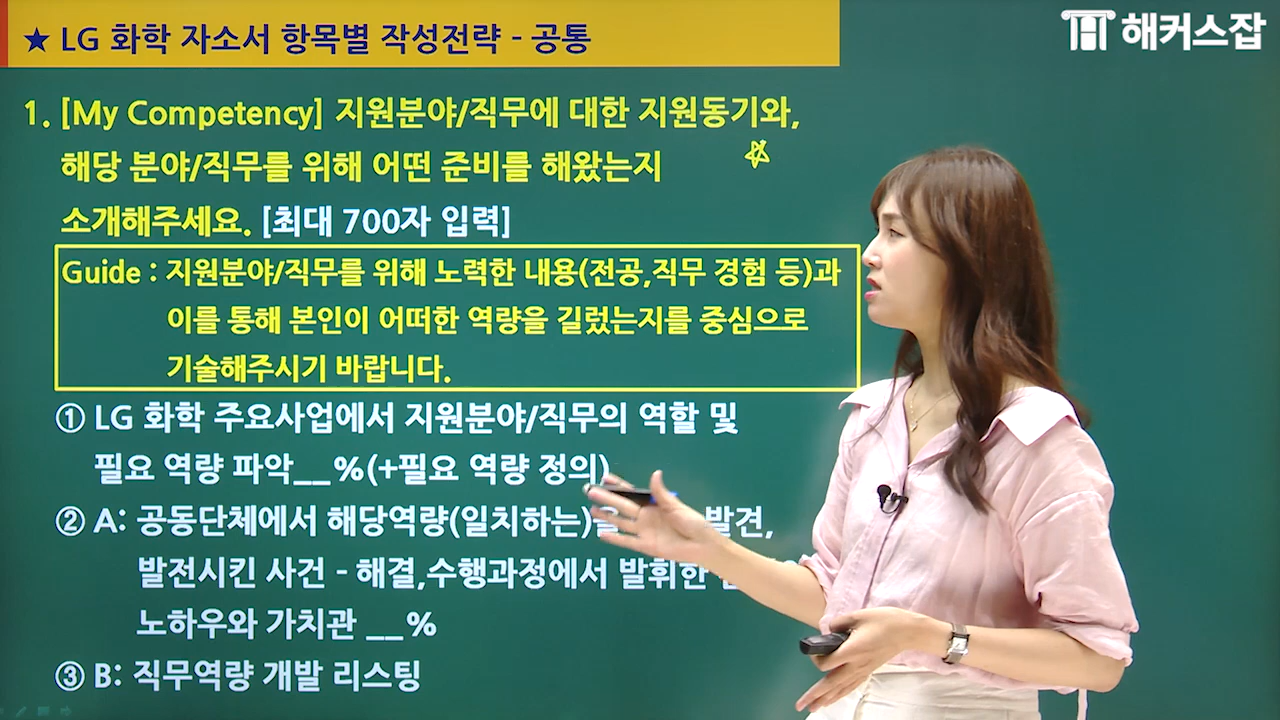 ★ LG 화학 자소서 항목별 작성전략 - 공통
해커스잡
1. [My Competency] 지원분야/직무에 대한 지원동기와,
해당 분야/직무를 위해 어떤 준비를 해왔는지
소개해주세요. [최대 700자 입력]
Guide : 지원분야/직무를 위해 노력한 내용(전공,직무 경험 등)과
이를 통해 본인이 어떠한 역량을 길렀는지를 중심으로
기술해주시기 바랍니다.
① LG 화학 주요사업에서 지원분야/직무의 역할 및
필요 역량 파악__%(+필요 역량 정의)
② A: 공동단체에서 해당역량(일치하는)을 발견,
발전시킨 사건 - 해결,수행과정에서 발휘한
노하우와 가치관 __%
③ B: 직무역량 개발 리스팅